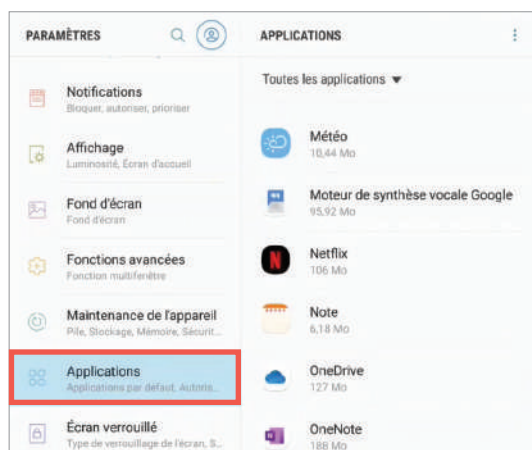 PARAMÈTRES
Notifications
Bloquer, autoriser, prioriser
Affichage
Luminosité, Écran d'accueil
Fond d'écran
Fond d'écran
Fonctions avancées
Fonction multifenêtre
Maintenance de l'appareil
Pile, Stockage, Mémoire, Sécurit...
Applications
Applications par défaut, Autoris...
Écran verrouillé
Type de verrouillage de l'écran, S...
APPLICATIONS
Toutes les applications
Météo
10,44 Mo
Moteur de synthèse vocale Google
95,92 Mo
Netflix
106 Mo
Note
6,18 Mo
OneDrive
127 Mo
OneNote
188 Mo